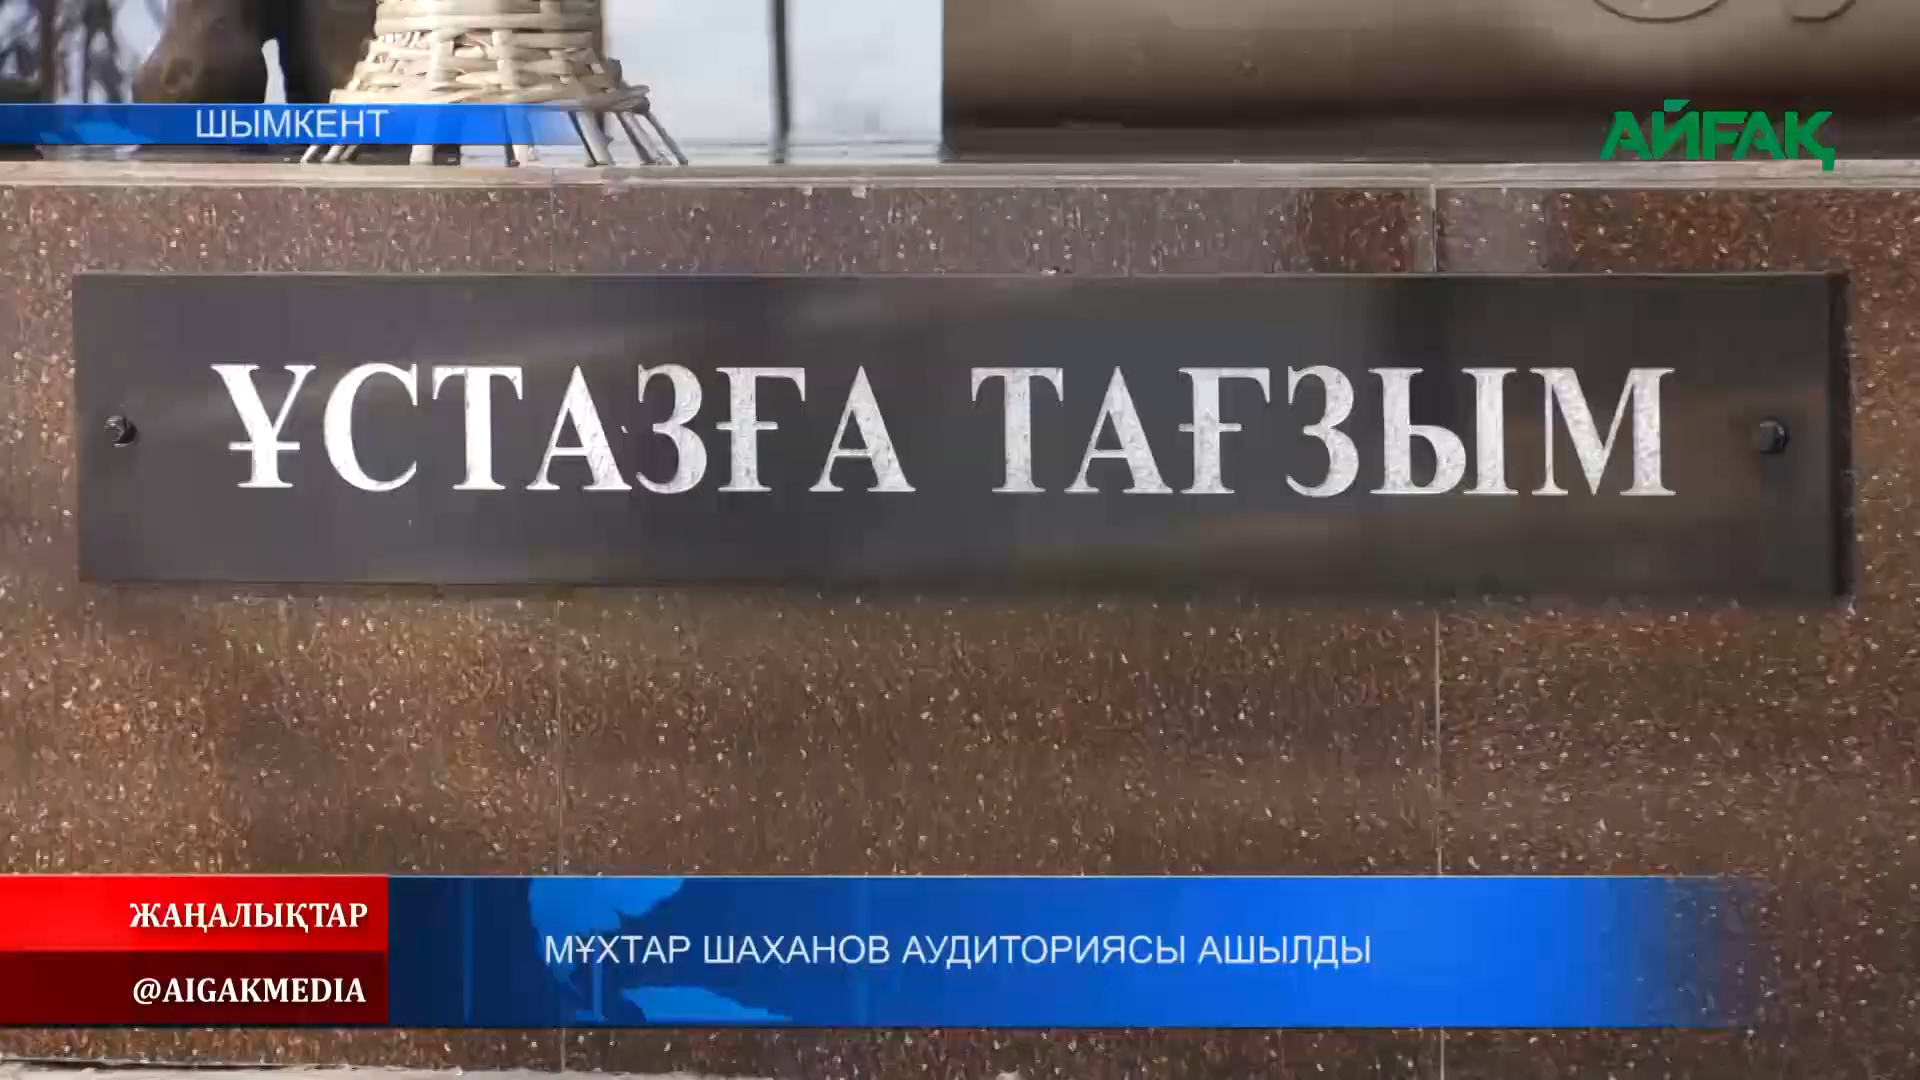 ШЫМКЕНТ
АЙҒАҚ
ҰСТАЗҒА ТАҒЗЫМ
ЖАҢАЛЫҚТАР
МҰХТАР ШАХАНОВ АУДИТОРИЯСЫ АШЫЛДЫ
@AIGAKMEDIA